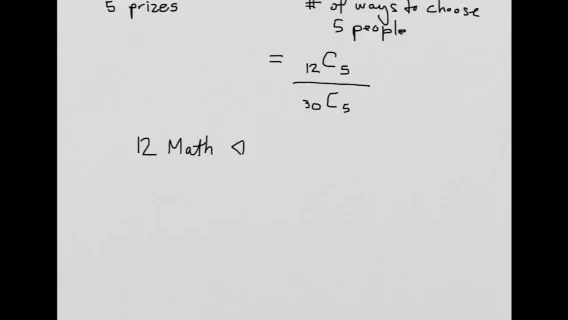 5 prizes
# of ways to choose
5 people
= 12C5
30C5
12 Math